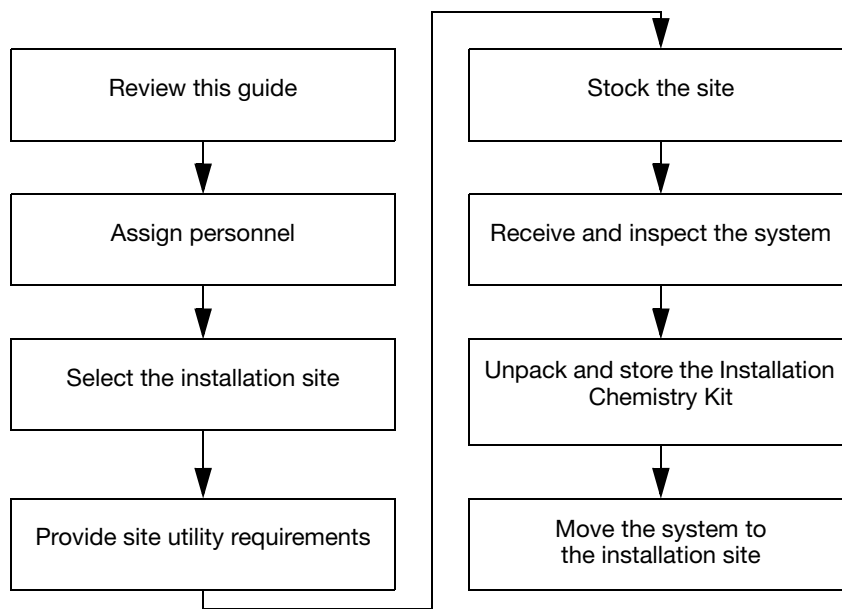 Review this guide
Assign personnel
Select the installation site
Provide site utility requirements
Stock the site
Receive and inspect the system
Unpack and store the Installation
Chemistry Kit
Move the system to
the installation site